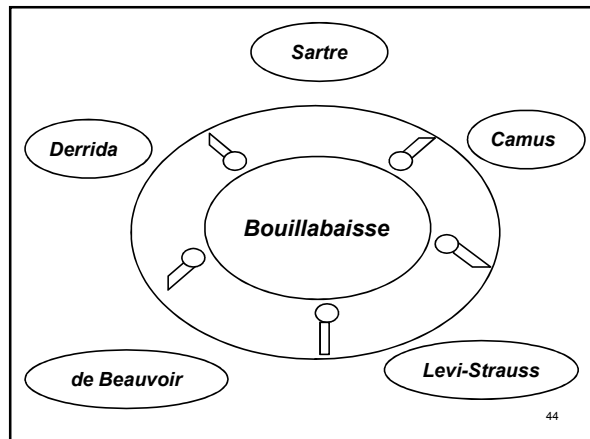 Sartre
Derrida
Camus
Bouillabaisse
de Beauvoir
Levi-Strauss
44